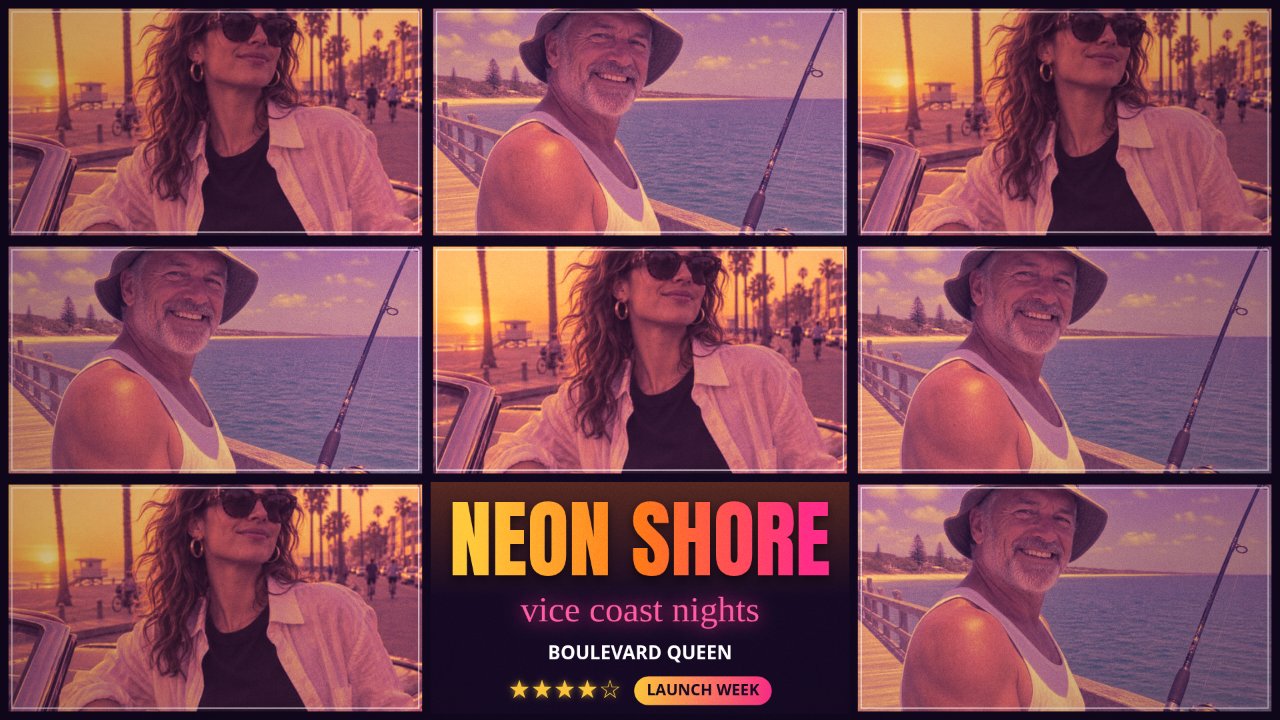 NEON SHORE
vice coast nights
BOULEVARD QUEEN
★★★★☆ LAUNCH WEEK